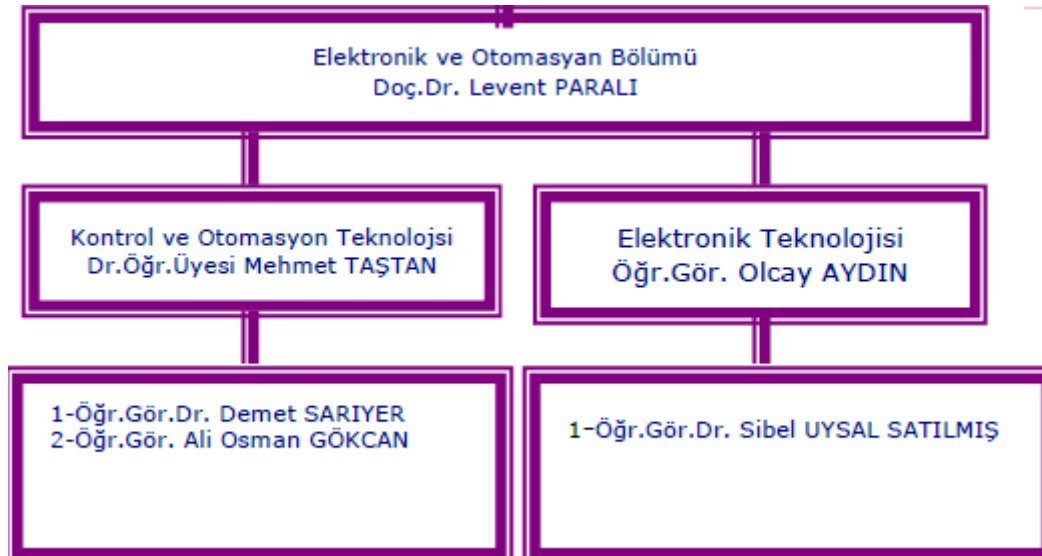 Elektronik ve Otomasyan Bölümü
Doç.Dr. Levent PARALI
Kontrol ve Otomasyon Teknolojsi
Dr.Öğr.Üyesi Mehmet TAŞTAN
Elektronik Teknolojisi
Öğr.Gör. Olcay AYDIN
1-Öğr.Gör.Dr. Demet SARIYER
2-Öğr.Gör. Ali Osman GÖKCAN
1-Öğr.Gör.Dr. Sibel UYSAL SATILMIŞ